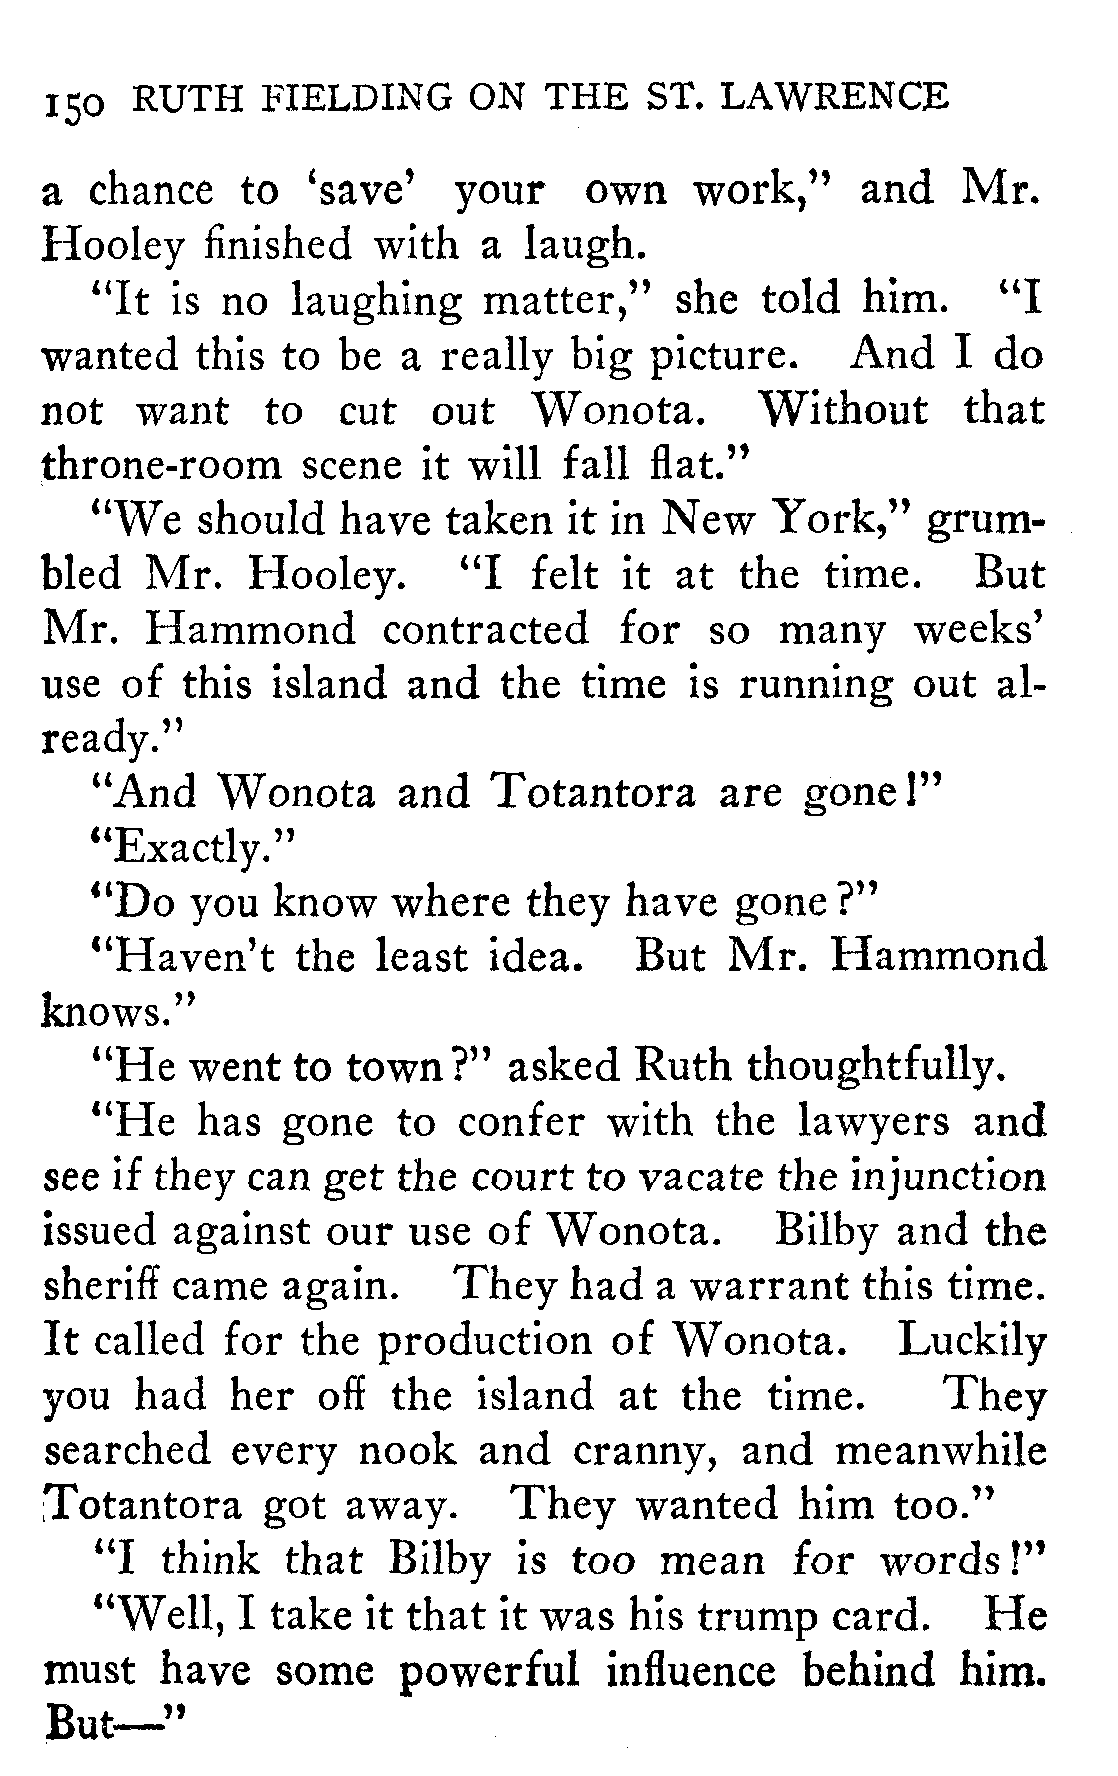 150 RUTH FIELDING ON THE ST. LAWRENCE
a chance to ‘save’ your own work,” and Mr.
Hooley finished with a laugh.
“It is no laughing matter,” she told him. “I
wanted this to be a really big picture. And I do
not want to cut out Wonota. Without that
throne-room scene it will fall flat.”
“We should have taken it in New York,” grum-
bled Mr. Hooley. “I felt it at the time. But
Mr. Hammond contracted for so many weeks’
use of this island and the time is running out al-
ready.”
“And Wonota and Totantora are gone!”
“Exactly.”
“Do you know where they have gone?”
“Haven’t the least idea. But Mr. Hammond
knows.”
“He went to town?” asked Ruth thoughtfully.
“He has gone to confer with the lawyers and
see if they can get the court to vacate the injunction
issued against our use of Wonota. Bilby and the
sheriff came again. They had a warrant this time.
It called for the production of Wonota. Luckily
you had her off the island at the time. They
searched every nook and cranny, and meanwhile
Totantora got away. They wanted him too.”
“I think that Bilby is too mean for words!”
“Well, I take it that it was his trump card. He
must have some powerful influence behind him.
But—”